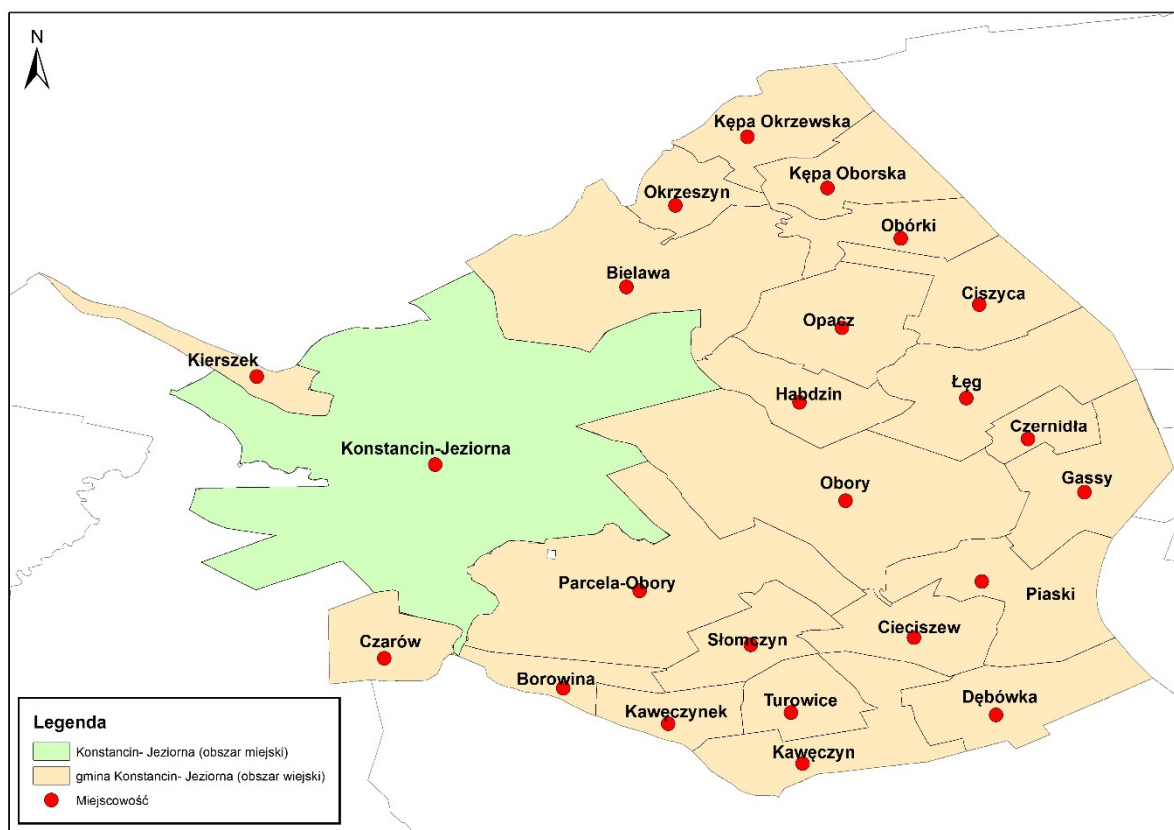 N
Kępa Okrzewska
Kępa Oborska
Okrzeszyn
Obórki
Bielawa
Ciszyca
Opacz
Kierszek
Łęg
Habdzin
Czernidła
Konstancin-Jeziorna
Gassy
Obory
Parcela-Obory
Piaski
Cieciszew
Słomczyn
Czarów
Borowina
Turowice
Dębówka
Kawęczynek
Kawęczyn
Legenda
Konstancin- Jeziorna (obszar miejski)
gmina Konstancin- Jeziorna (obszar wiejski)
Miejscowość